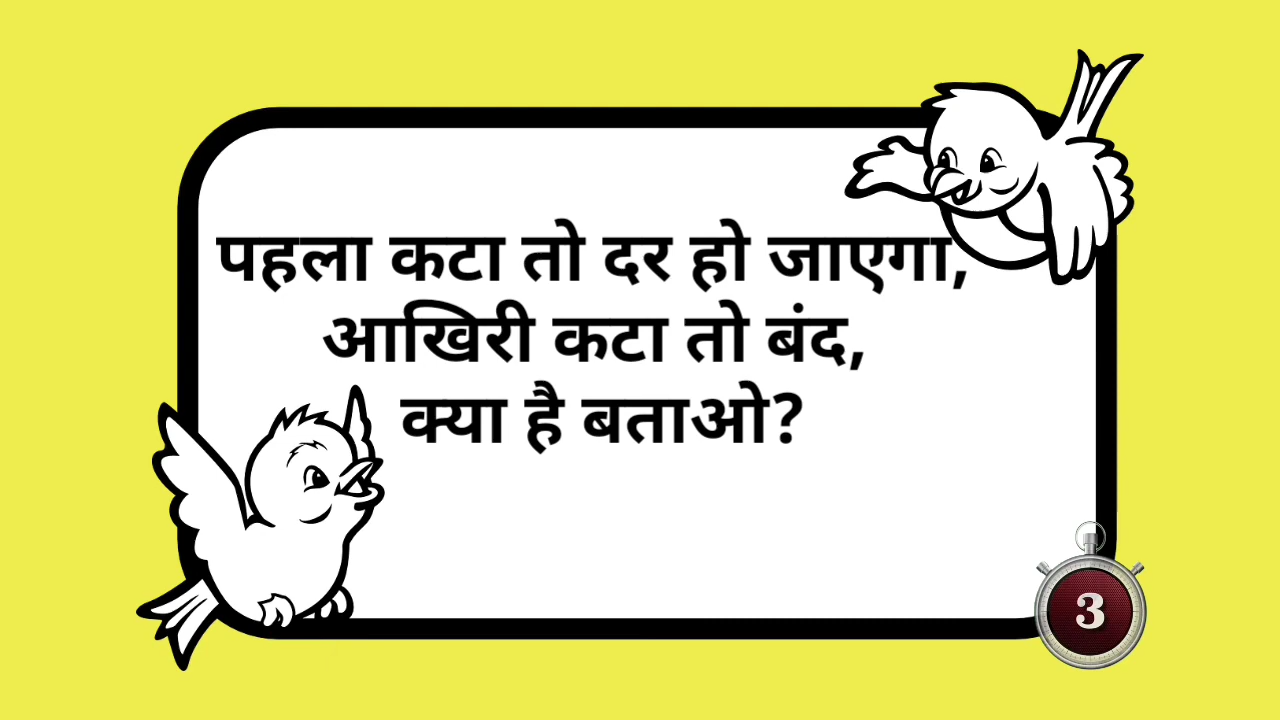 पहला कटा तो दर हो जाएगा,
आखिरी कटा तो बंद,
क्या है बताओ?
3